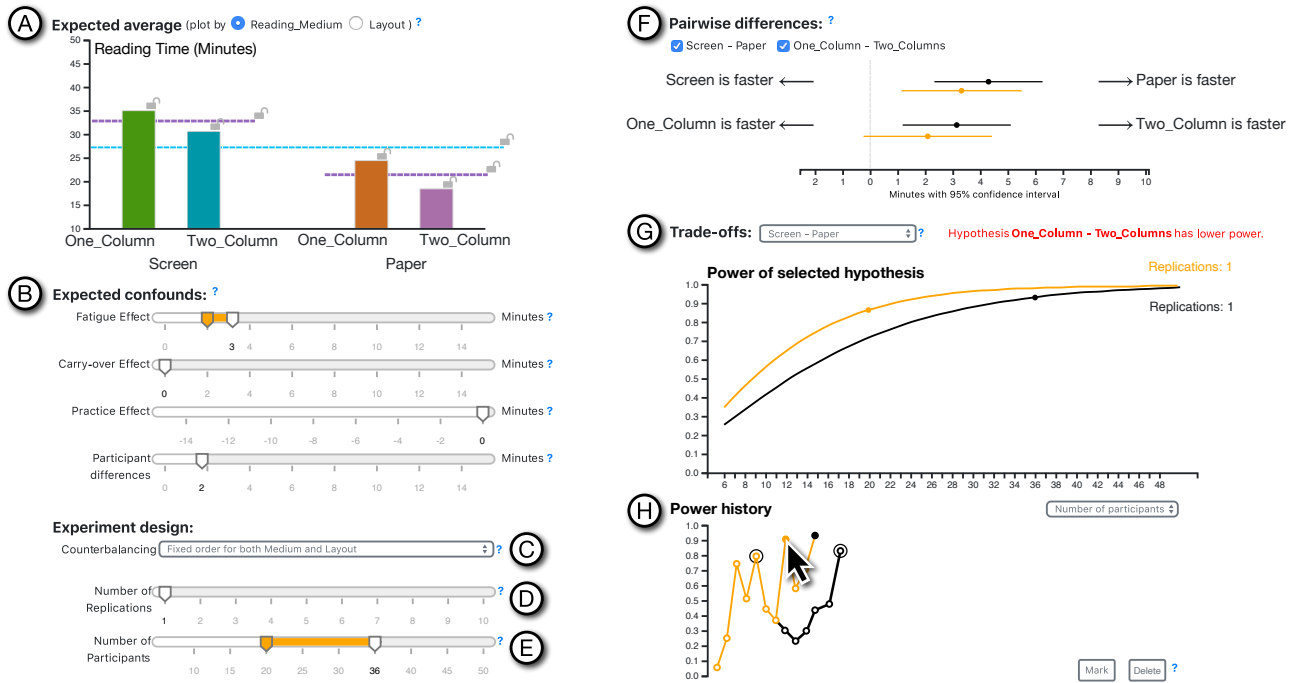 A
Expected average (plot by Reading_Medium Layout ) ?
Reading Time (Minutes)
50
45
40
35
30
25
20
15
10
One_Column Two_Column One_Column Two_Column
Screen Paper
B
Expected confounds: ?
Fatigue Effect Minutes ?
0 3 4 6 8 10 12 14
Carry-over Effect Minutes ?
0 2 4 6 8 10 12 14
Practice Effect Minutes ?
-14 -12 -10 -8 -6 -4 -2 0
Participant differences Minutes ?
0 2 4 6 8 10 12 14
Experiment design:
Counterbalancing Fixed order for both Medium and Layout ? C
Number of Replications ? D
1 2 3 4 5 6 7 8 9 10
Number of Participants ? E
10 15 20 25 30 36 40 45 50
F
Pairwise differences: ?
Screen - Paper One_Column - Two_Columns
Screen is faster Paper is faster
One_Column is faster Two_Column is faster
2 1 0 1 2 3 4 5 6 7 8 9 10
Minutes with 95% confidence interval
G
Trade-offs: Screen - Paper ? Hypothesis One_Column - Two_Columns has lower power.
Power of selected hypothesis
Replications: 1
Replications: 1
1.0
0.9
0.8
0.7
0.6
0.5
0.4
0.3
0.2
0.1
0.0
6 8 10 12 14 16 18 20 22 24 26 28 30 32 34 36 38 40 42 44 46 48
H
Power history Number of participants
1.0
0.9
0.8
0.7
0.6
0.5
0.4
0.3
0.2
0.1
0.0
Mark Delete ?